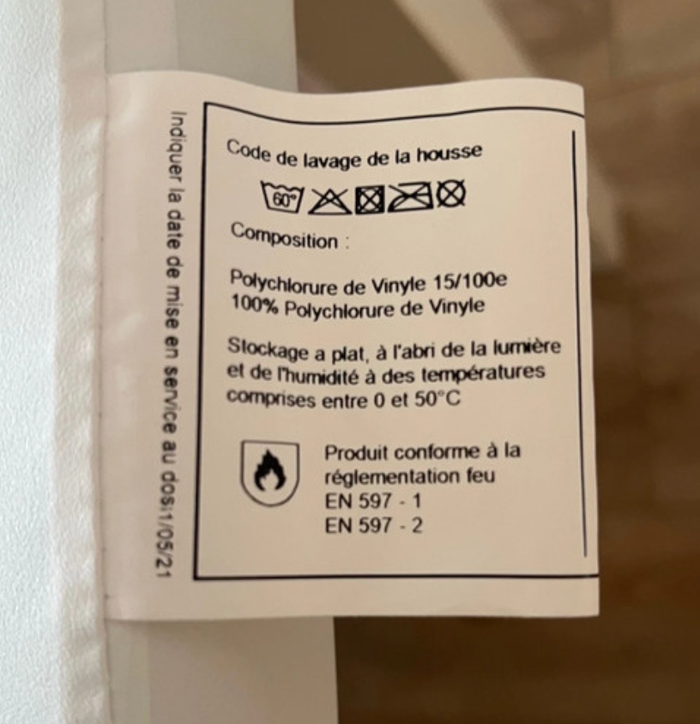 Code de lavage de la housse
60°
Composition :
Polychlorure de Vinyle 15/100e
100% Polychlorure de Vinyle
Stockage a plat, à l'abri de la lumière
et de l'humidité à des températures
comprises entre 0 et 50°C
Produit conforme à la
réglementation feu
EN 597 - 1
EN 597 - 2
Indiquer la date de mise en service au dosi1/05/21